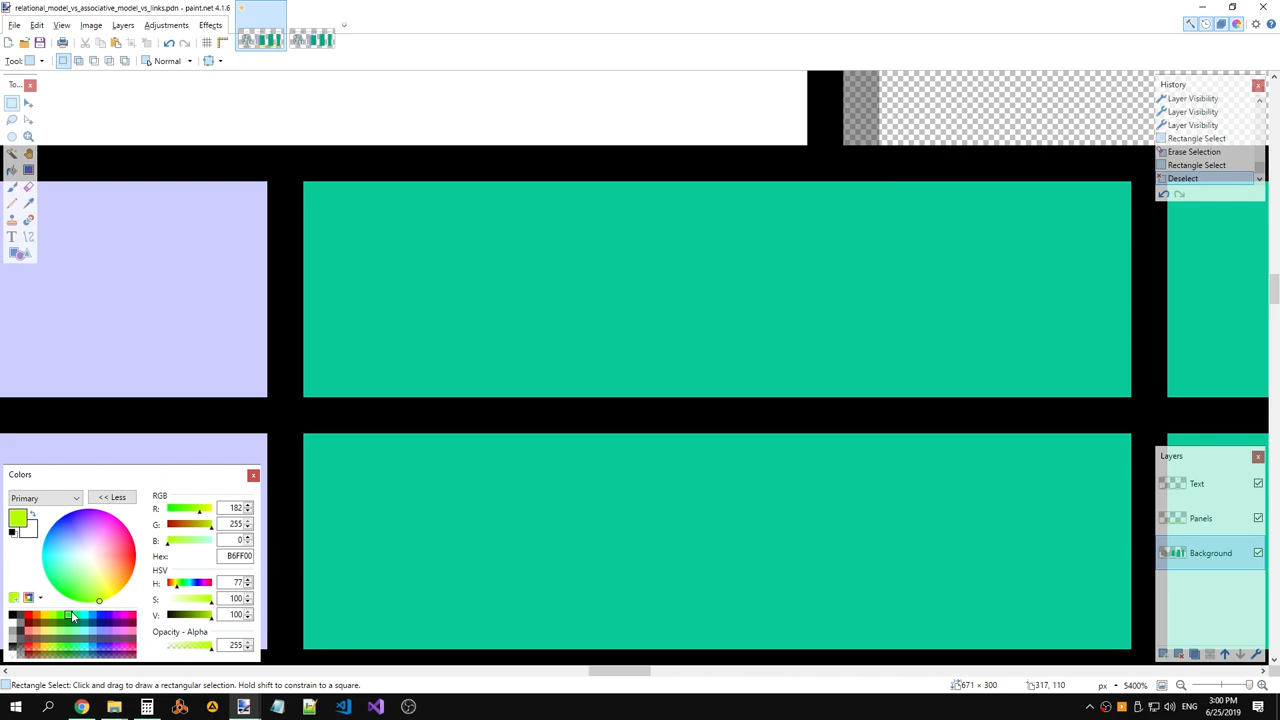 relational_model_vs_associative_model_vs_links.pdn - paint.net 4.1.6
File Edit View Image Layers Adjustments Effects
Tool: Normal
To...
History
Layer Visibility
Layer Visibility
Layer Visibility
Rectangle Select
Erase Selection
Rectangle Select
Deselect
Colors
Primary
<< Less
RGB
R: 182
G: 255
B: 0
Hex: B6FF00
HSV
H: 77
S: 100
V: 100
Opacity - Alpha
255
Layers
Text
Panels
Background
Rectangle Select: Click and drag to draw a rectangular selection. Hold shift to constrain to a square.
671 × 300
317, 110
px
5400%
ENG
3:00 PM
6/25/2019